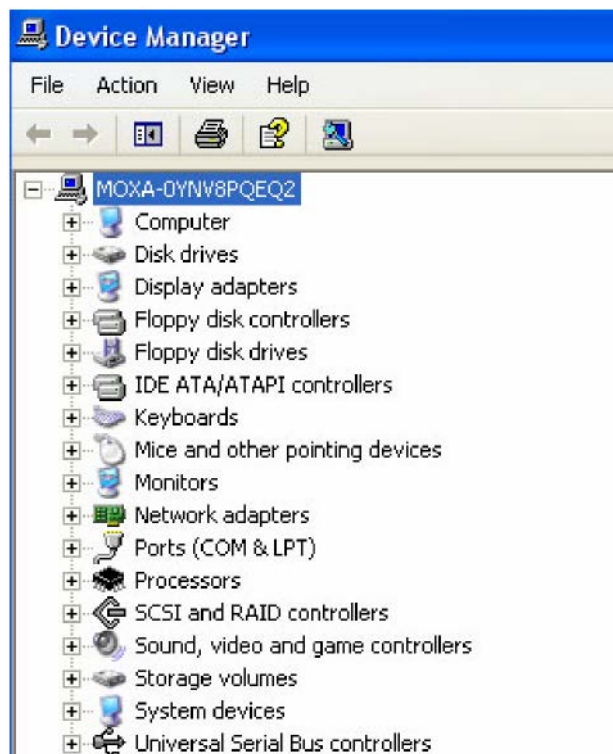 Device Manager
File Action View Help
MOXA-0YNV8PQEQ2
Computer
Disk drives
Display adapters
Floppy disk controllers
Floppy disk drives
IDE ATA/ATAPI controllers
Keyboards
Mice and other pointing devices
Monitors
Network adapters
Ports (COM & LPT)
Processors
SCSI and RAID controllers
Sound, video and game controllers
Storage volumes
System devices
Universal Serial Bus controllers